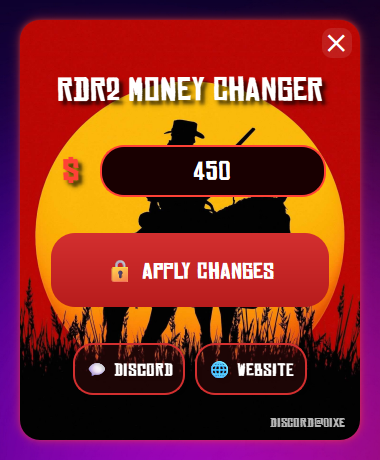 RDR2 MONEY CHANGER
$ 450
APPLY CHANGES
DISCORD WEBSITE
DISCORD@OIXE